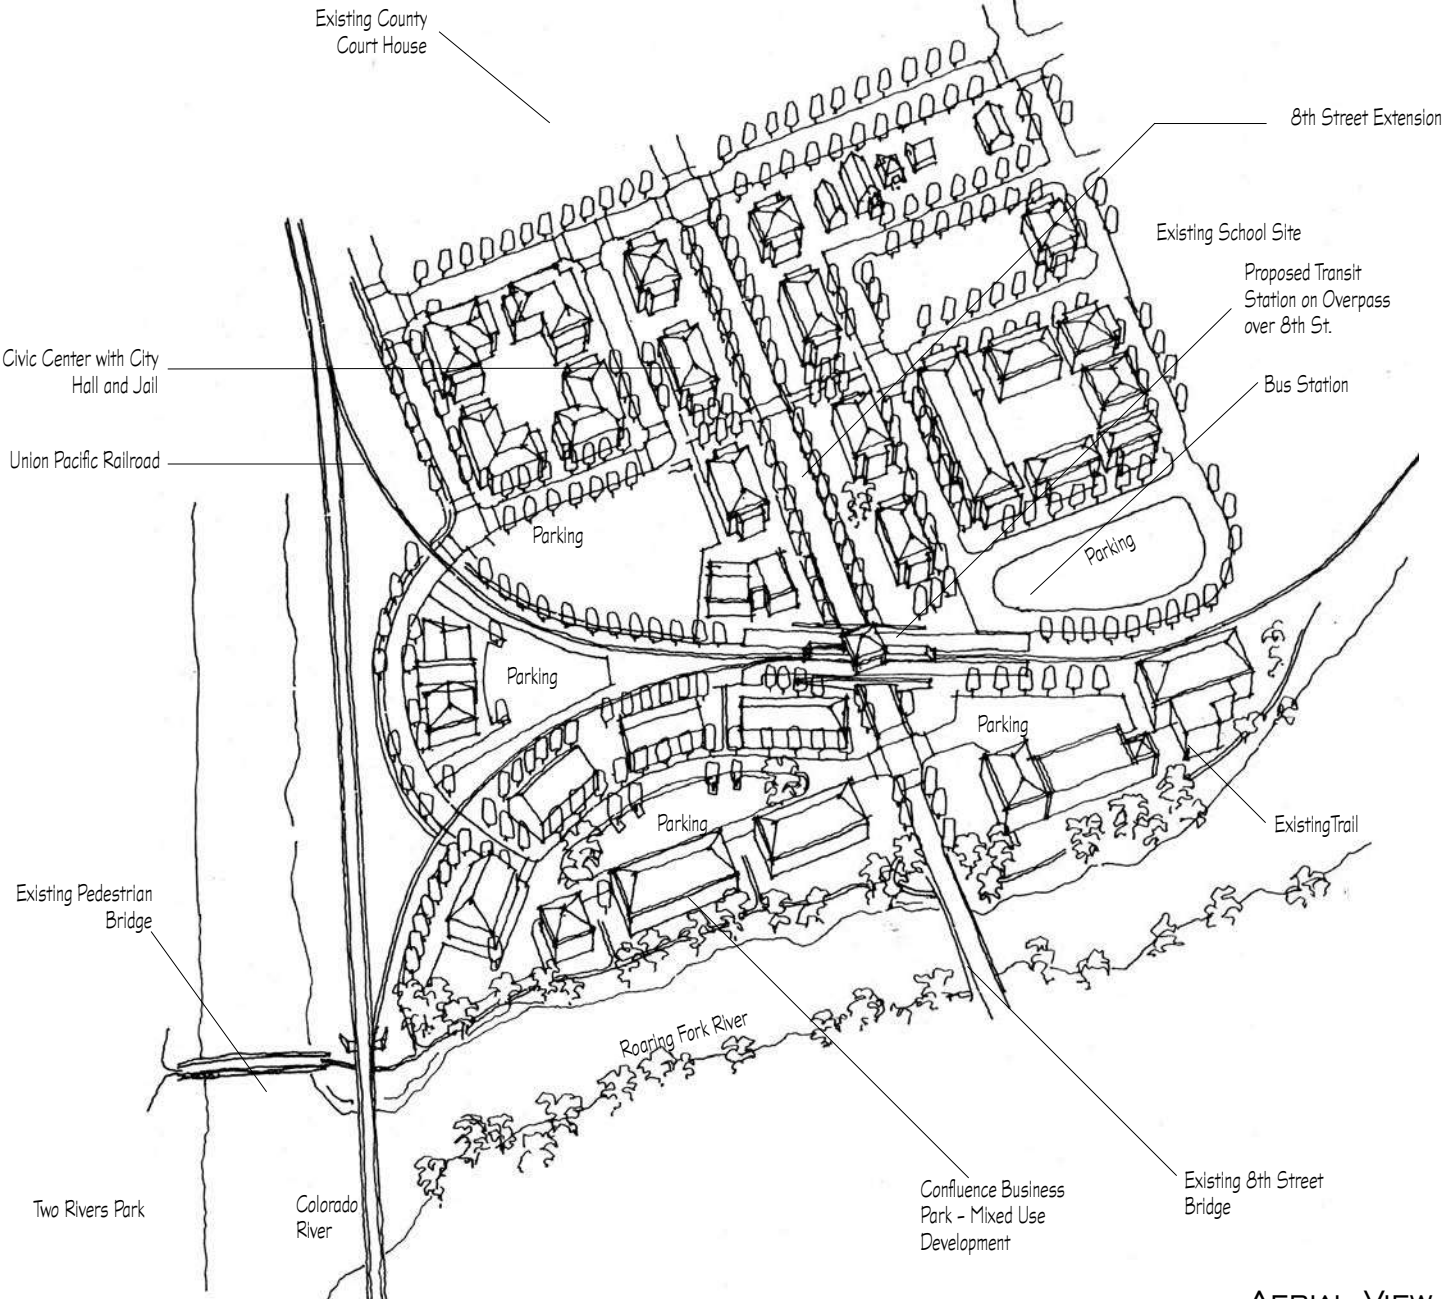 Existing County
Court House
8th Street Extension
Existing School Site
Proposed Transit
Station on Overpass
over 8th St.
Civic Center with City
Hall and Jail
Bus Station
Union Pacific Railroad
Parking
Parking
Parking
Parking
Parking
ExistingTrail
Existing Pedestrian
Bridge
Roaring Fork River
Two Rivers Park
Colorado
River
Confluence Business
Park - Mixed Use
Development
Existing 8th Street
Bridge
AERIAL VIEW